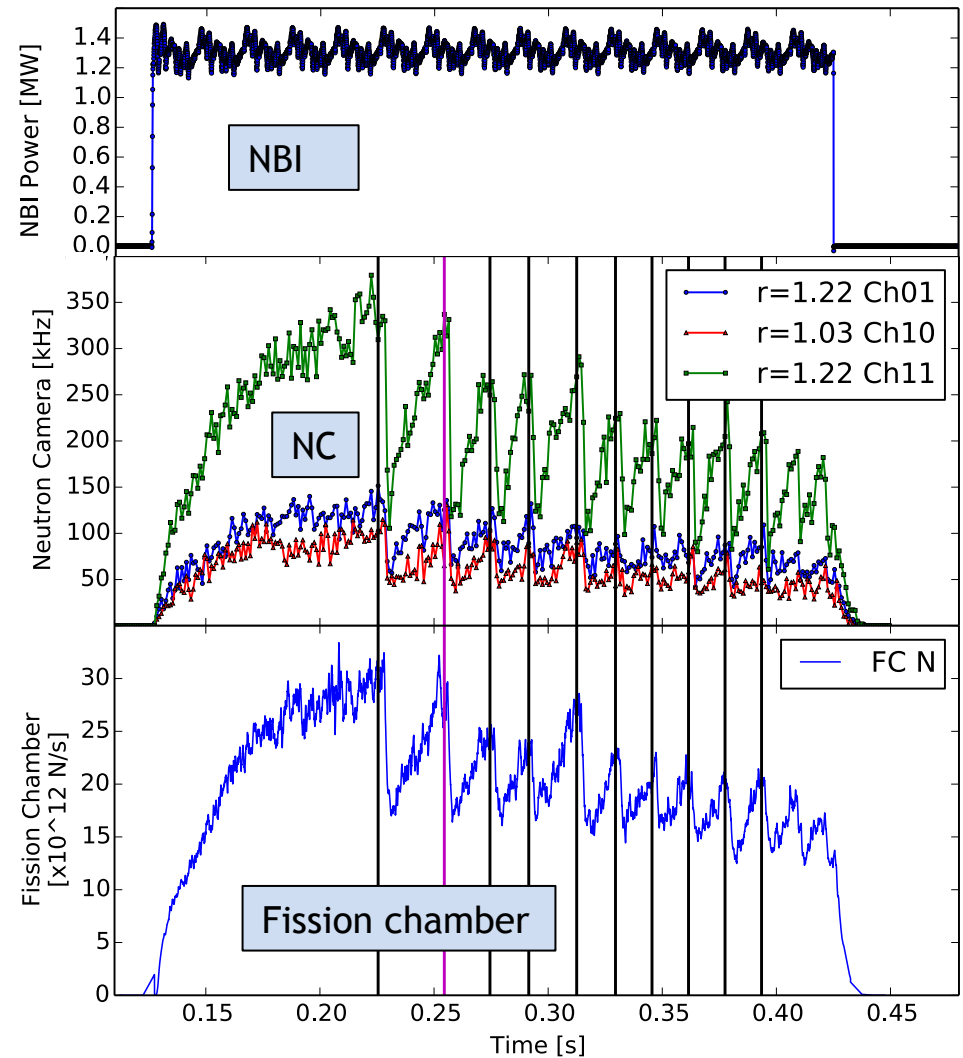 NBI Power [MW]
1.4
1.2
1.0
0.8
0.6
0.4
0.2
0.0
NBI
Neutron Camera [kHz]
350
300
250
200
150
100
50
NC
r=1.22 Ch01
r=1.03 Ch10
r=1.22 Ch11
Fission Chamber
[x10^12 N/s]
30
25
20
15
10
5
0
FC N
Fission chamber
0.15 0.20 0.25 0.30 0.35 0.40 0.45
Time [s]